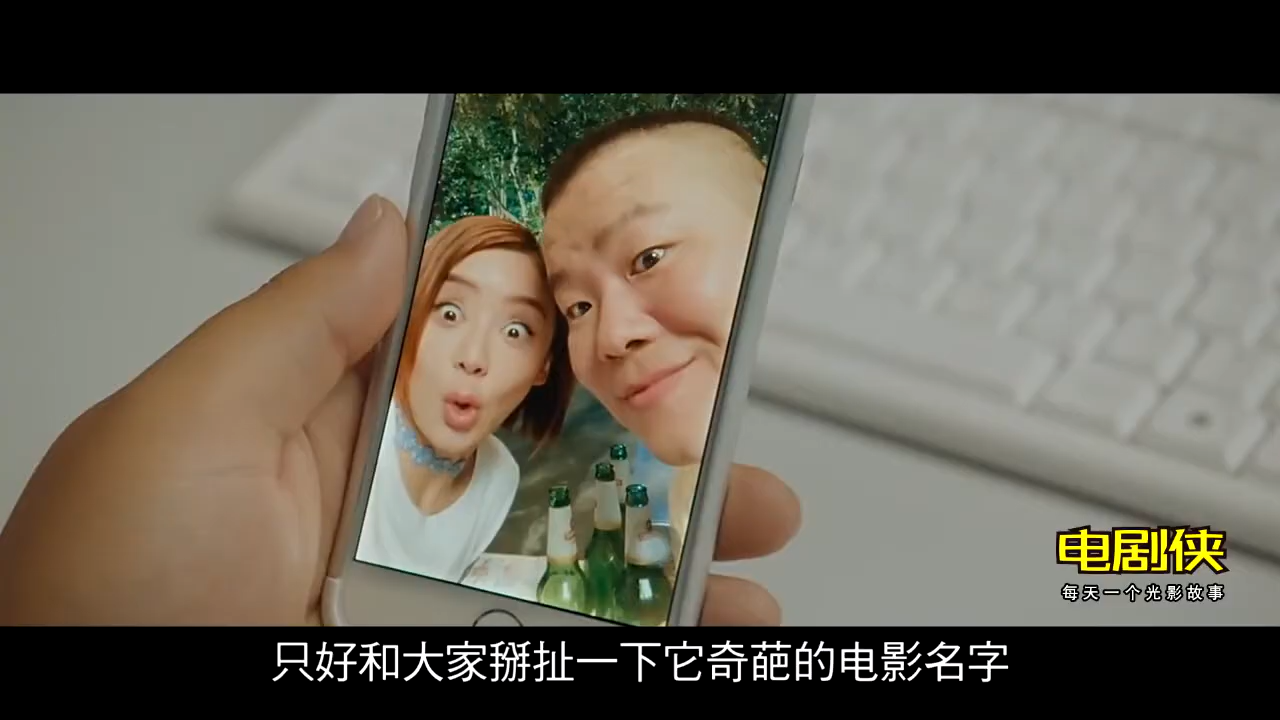 电剧侠
每天一个光影故事
只好和大家掰扯一下它奇葩的电影名字